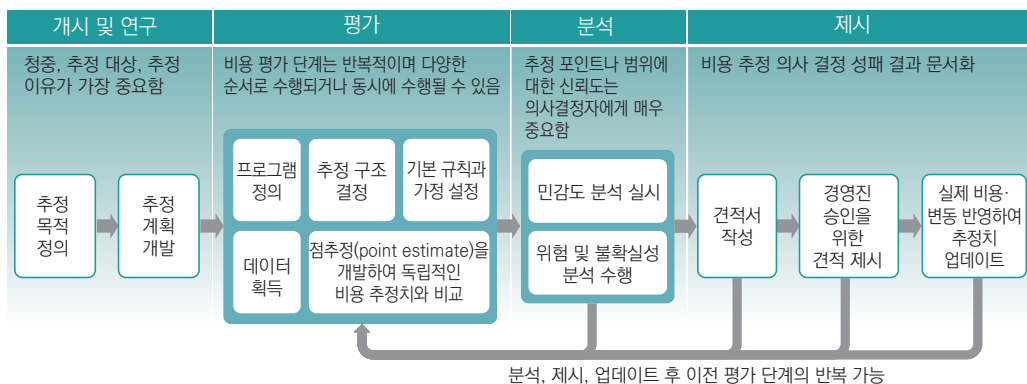 개시 및 연구
평가
분석
제시
청중, 추정 대상, 추정
이유가 가장 중요함
비용 평가 단계는 반복적이며 다양한
순서로 수행되거나 동시에 수행될 수 있음
추정 포인트나 범위에
대한 신뢰도는
의사결정자에게 매우
중요함
비용 추정 의사 결정 성패 결과 문서화
추정
목적
정의
추정
계획
개발
프로그램
정의
추정 구조
결정
기본 규칙과
가정 설정
데이터
획득
점추정(point estimate)을
개발하여 독립적인
비용 추정치와 비교
민감도 분석 실시
위험 및 불확실성
분석 수행
견적서
작성
경영진
승인을
위한
견적 제시
실제 비용·
변동 반영하여
추정치
업데이트
분석, 제시, 업데이트 후 이전 평가 단계의 반복 가능